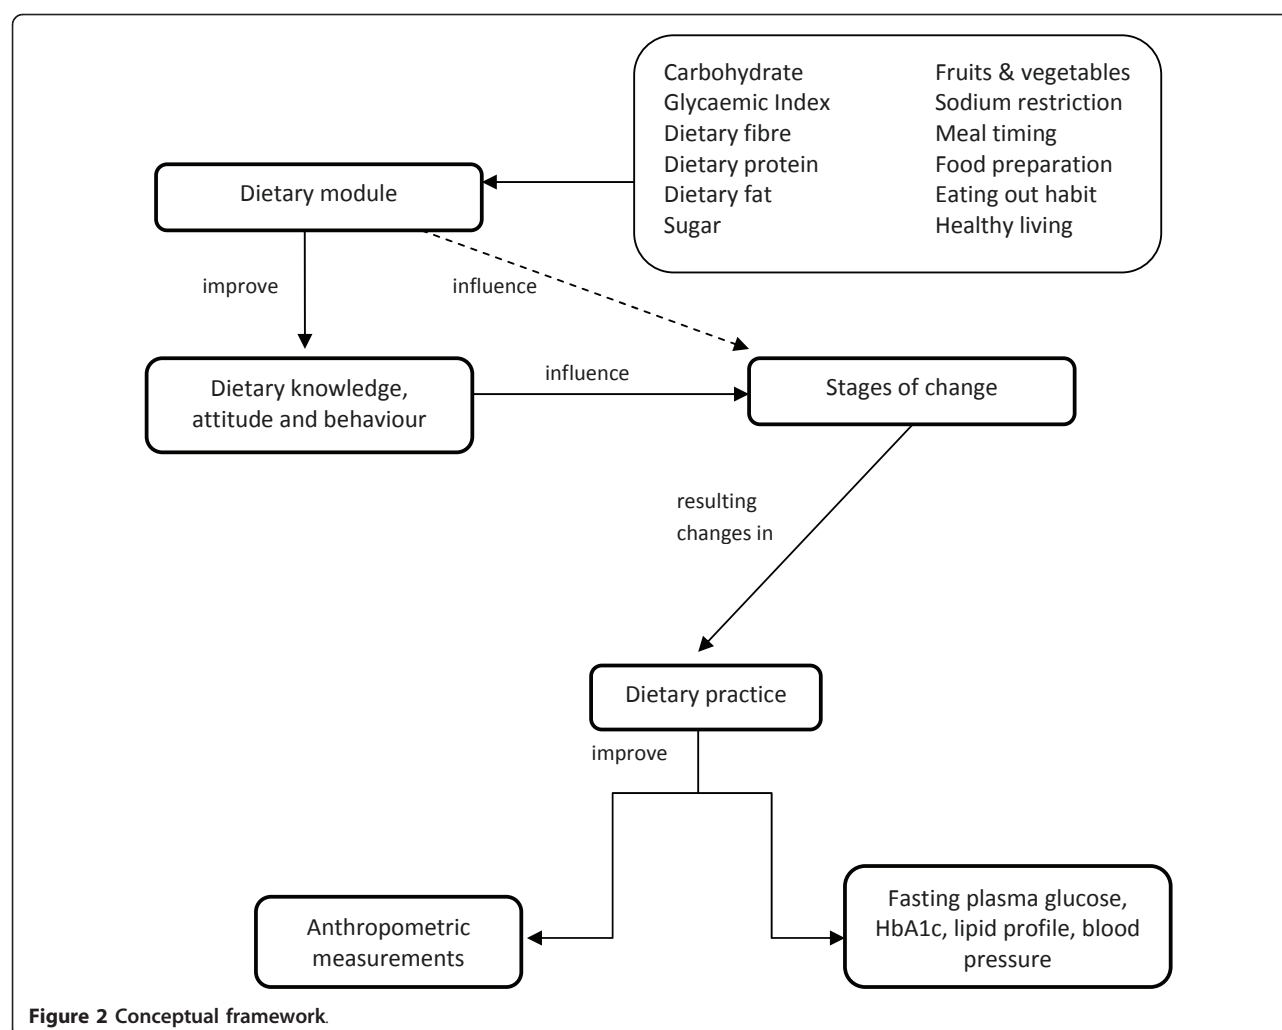 Carbohydrate
Glycaemic Index
Dietary fibre
Dietary protein
Dietary fat
Sugar
Fruits & vegetables
Sodium restriction
Meal timing
Food preparation
Eating out habit
Healthy living
Dietary module
improve
influence
Dietary knowledge,
attitude and behaviour
influence
Stages of change
resulting
changes in
Dietary practice
improve
Anthropometric
measurements
Fasting plasma glucose,
HbA1c, lipid profile, blood
pressure
Figure 2 Conceptual framework.